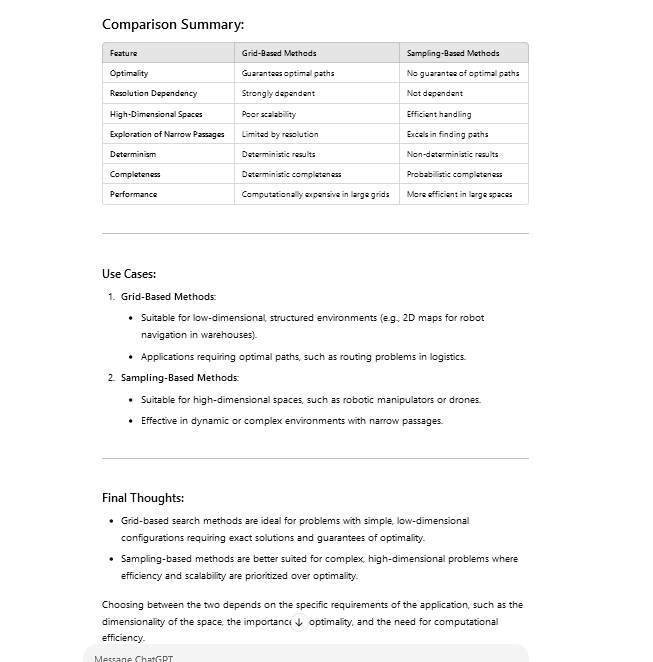 Comparison Summary:
Feature Grid-Based Methods Sampling-Based Methods
Optimality Guarantees optimal paths No guarantee of optimal paths
Resolution Dependency Strongly dependent Not dependent
High-Dimensional Spaces Poor scalability Efficient handling
Exploration of Narrow Passages Limited by resolution Excels in finding paths
Determinism Deterministic results Non-deterministic results
Completeness Deterministic completeness Probabilistic completeness
Performance Computationally expensive in large grids More efficient in large spaces
Use Cases:
1. Grid-Based Methods:
• Suitable for low-dimensional, structured environments (e.g., 2D maps for robot
navigation in warehouses).
• Applications requiring optimal paths, such as routing problems in logistics.
2. Sampling-Based Methods:
• Suitable for high-dimensional spaces, such as robotic manipulators or drones.
• Effective in dynamic or complex environments with narrow passages.
Final Thoughts:
• Grid-based search methods are ideal for problems with simple, low-dimensional
configurations requiring exact solutions and guarantees of optimality.
• Sampling-based methods are better suited for complex, high-dimensional problems where
efficiency and scalability are prioritized over optimality.
Choosing between the two depends on the specific requirements of the application, such as the
dimensionality of the space, the importance optimality, and the need for computational
efficiency.
Message ChatGPT